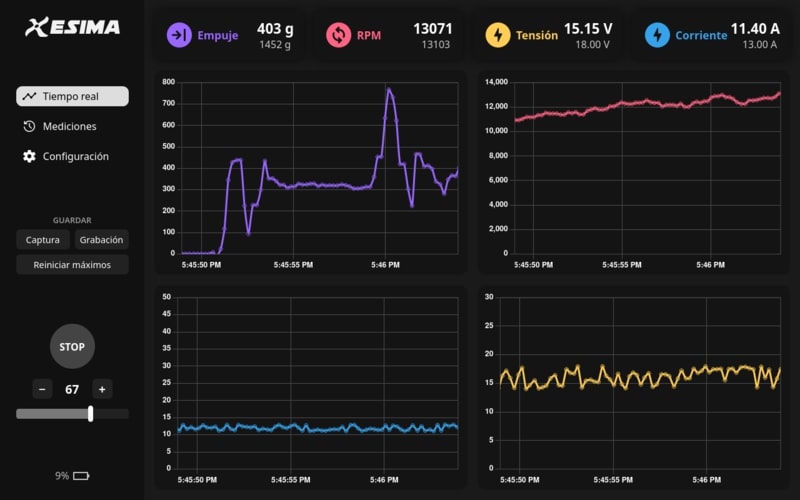 XESIMA
Tiempo real
Mediciones
Configuración
GUARDAR
Captura
Grabación
Reiniciar máximos
STOP
−
67
+
9%
Empuje
403 g
1452 g
RPM
13071
13103
Tensión
15.15 V
18.00 V
Corriente
11.40 A
13.00 A
800
700
600
500
400
300
200
100
0
5:45:50 PM
5:45:55 PM
5:46 PM
14,000
12,000
10,000
8,000
6,000
4,000
2,000
0
5:45:50 PM
5:45:55 PM
5:46 PM
50
45
40
35
30
25
20
15
10
5
0
5:45:50 PM
5:45:55 PM
5:46 PM
30
25
20
15
10
5
0
5:45:50 PM
5:45:55 PM
5:46 PM